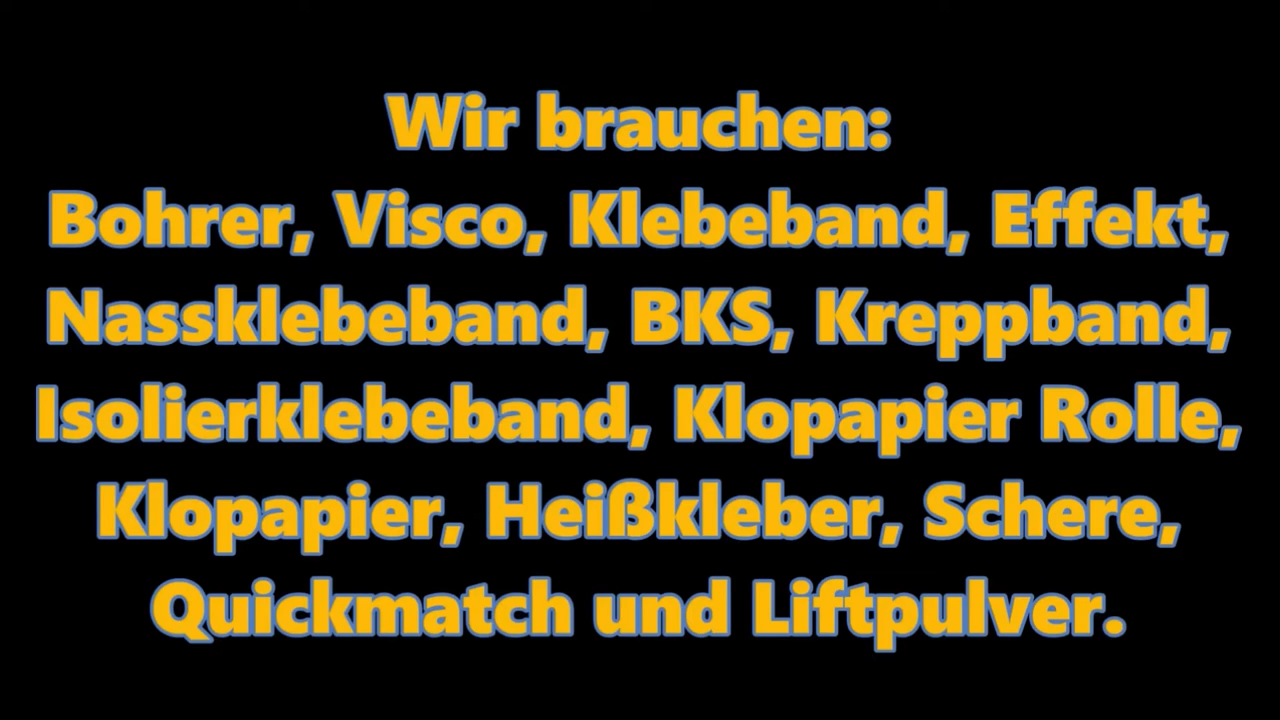 Wir brauchen:
Bohrer, Visco, Klebeband, Effekt,
Nassklebeband, BKS, Kreppband,
Isolierklebeband, Klopapier Rolle,
Klopapier, Heißkleber, Schere,
Quickmatch und Liftpulver.